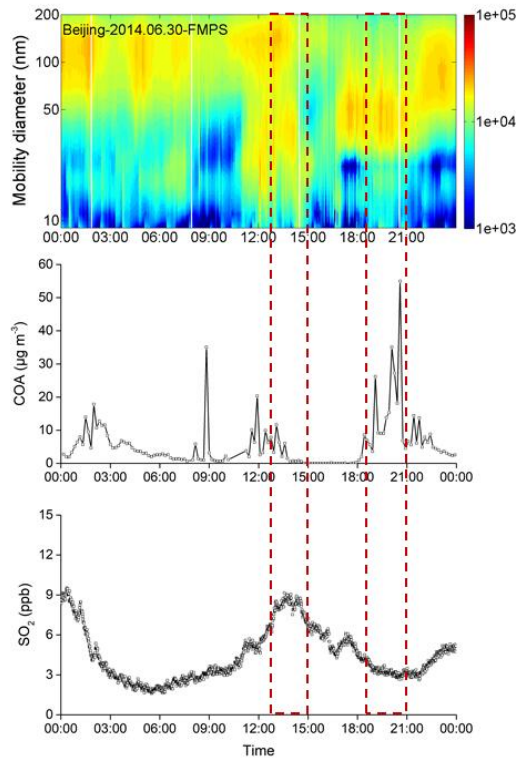 Beijing-2014.06.30-FMPS
Mobility diameter (nm)
200
100
50
10
1e+05
1e+04
1e+03
00:00 03:00 06:00 09:00 12:00 15:00 18:00 21:00
COA (µg m⁻³)
60
50
40
30
20
10
0
00:00 03:00 06:00 09:00 12:00 15:00 18:00 21:00 00:00
SO₂ (ppb)
15
12
9
6
3
0
00:00 03:00 06:00 09:00 12:00 15:00 18:00 21:00 00:00
Time